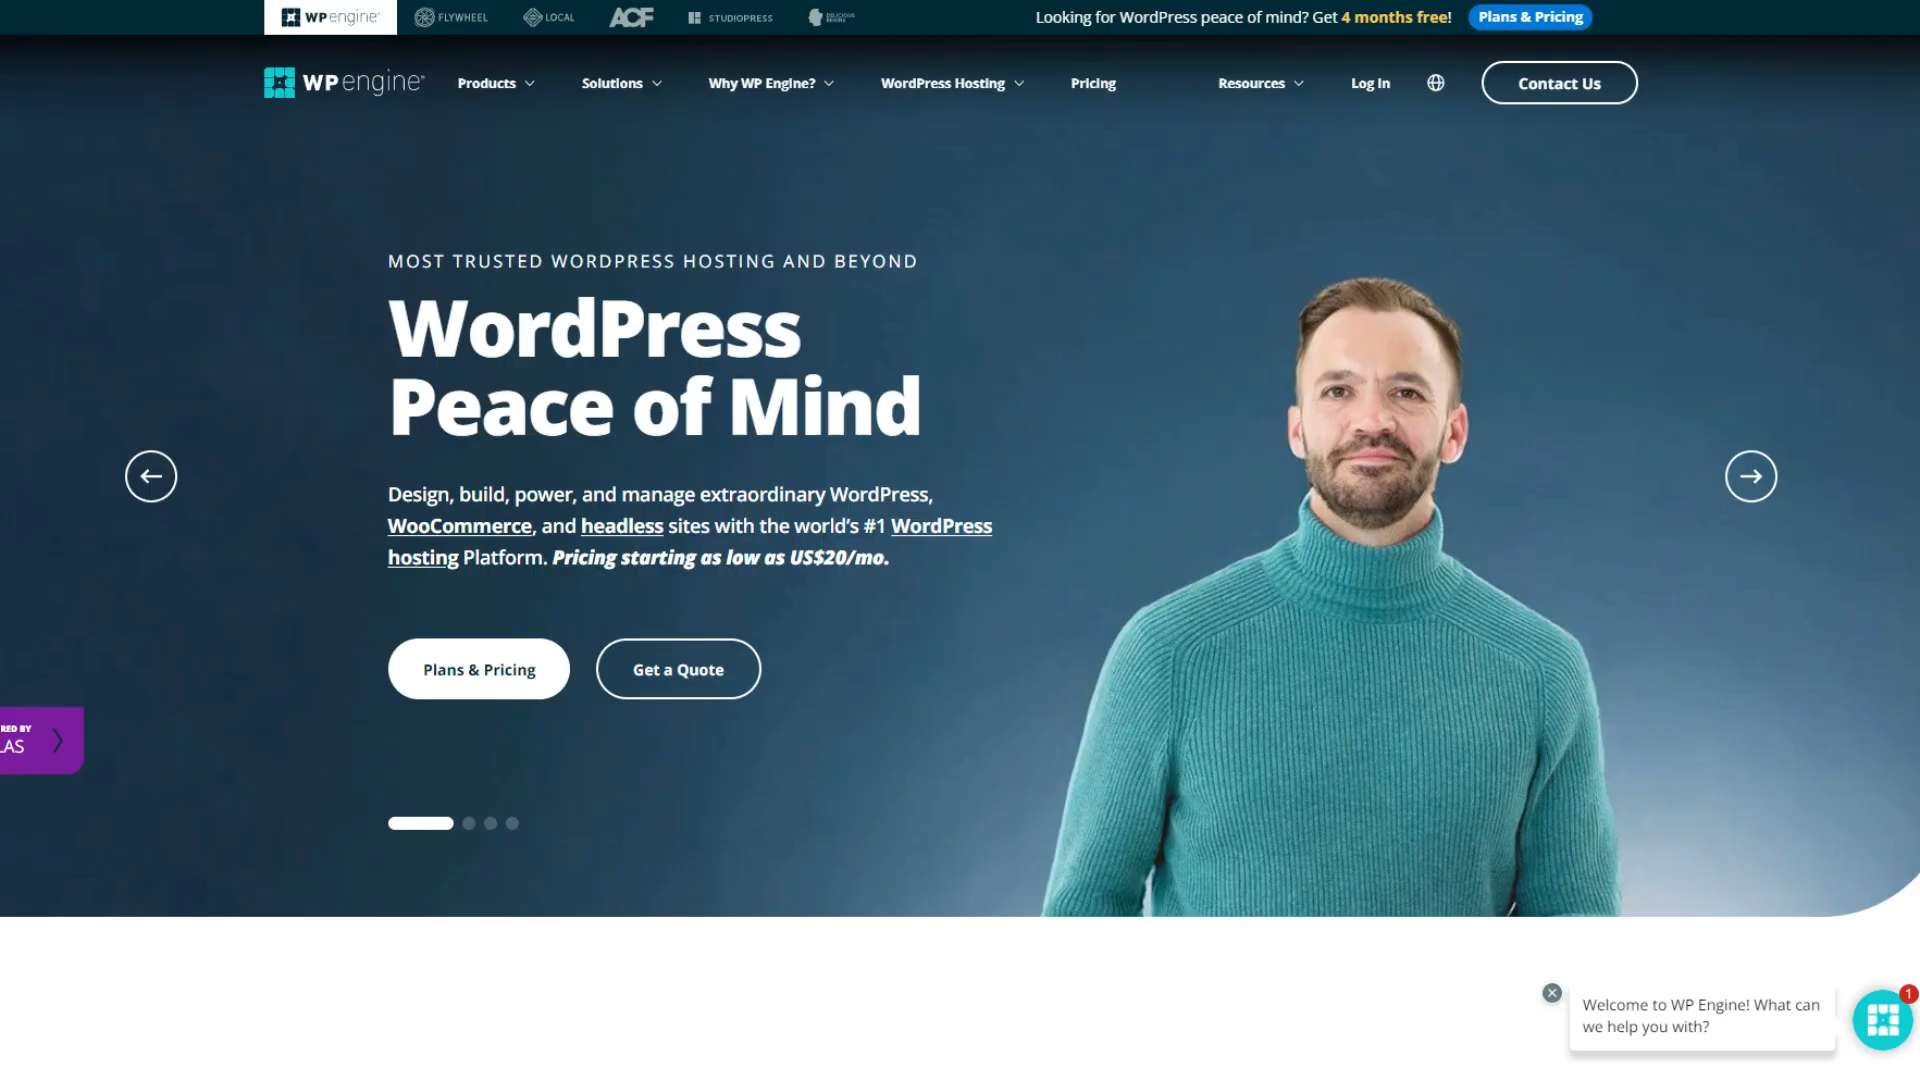 WP engine
FLYWHEEL
LOCAL
ACF
STUDIOPRESS
DELICIOUS BRAINS
Looking for WordPress peace of mind? Get 4 months free!
Plans & Pricing
WP engine
Products
Solutions
Why WP Engine?
WordPress Hosting
Pricing
Resources
Log In
Contact Us
MOST TRUSTED WORDPRESS HOSTING AND BEYOND
WordPress
Peace of Mind
Design, build, power, and manage extraordinary WordPress,
WooCommerce, and headless sites with the world’s #1 WordPress
hosting Platform. Pricing starting as low as US$20/mo.
Plans & Pricing
Get a Quote
RED BY
LAS
Welcome to WP Engine! What can
we help you with?
1